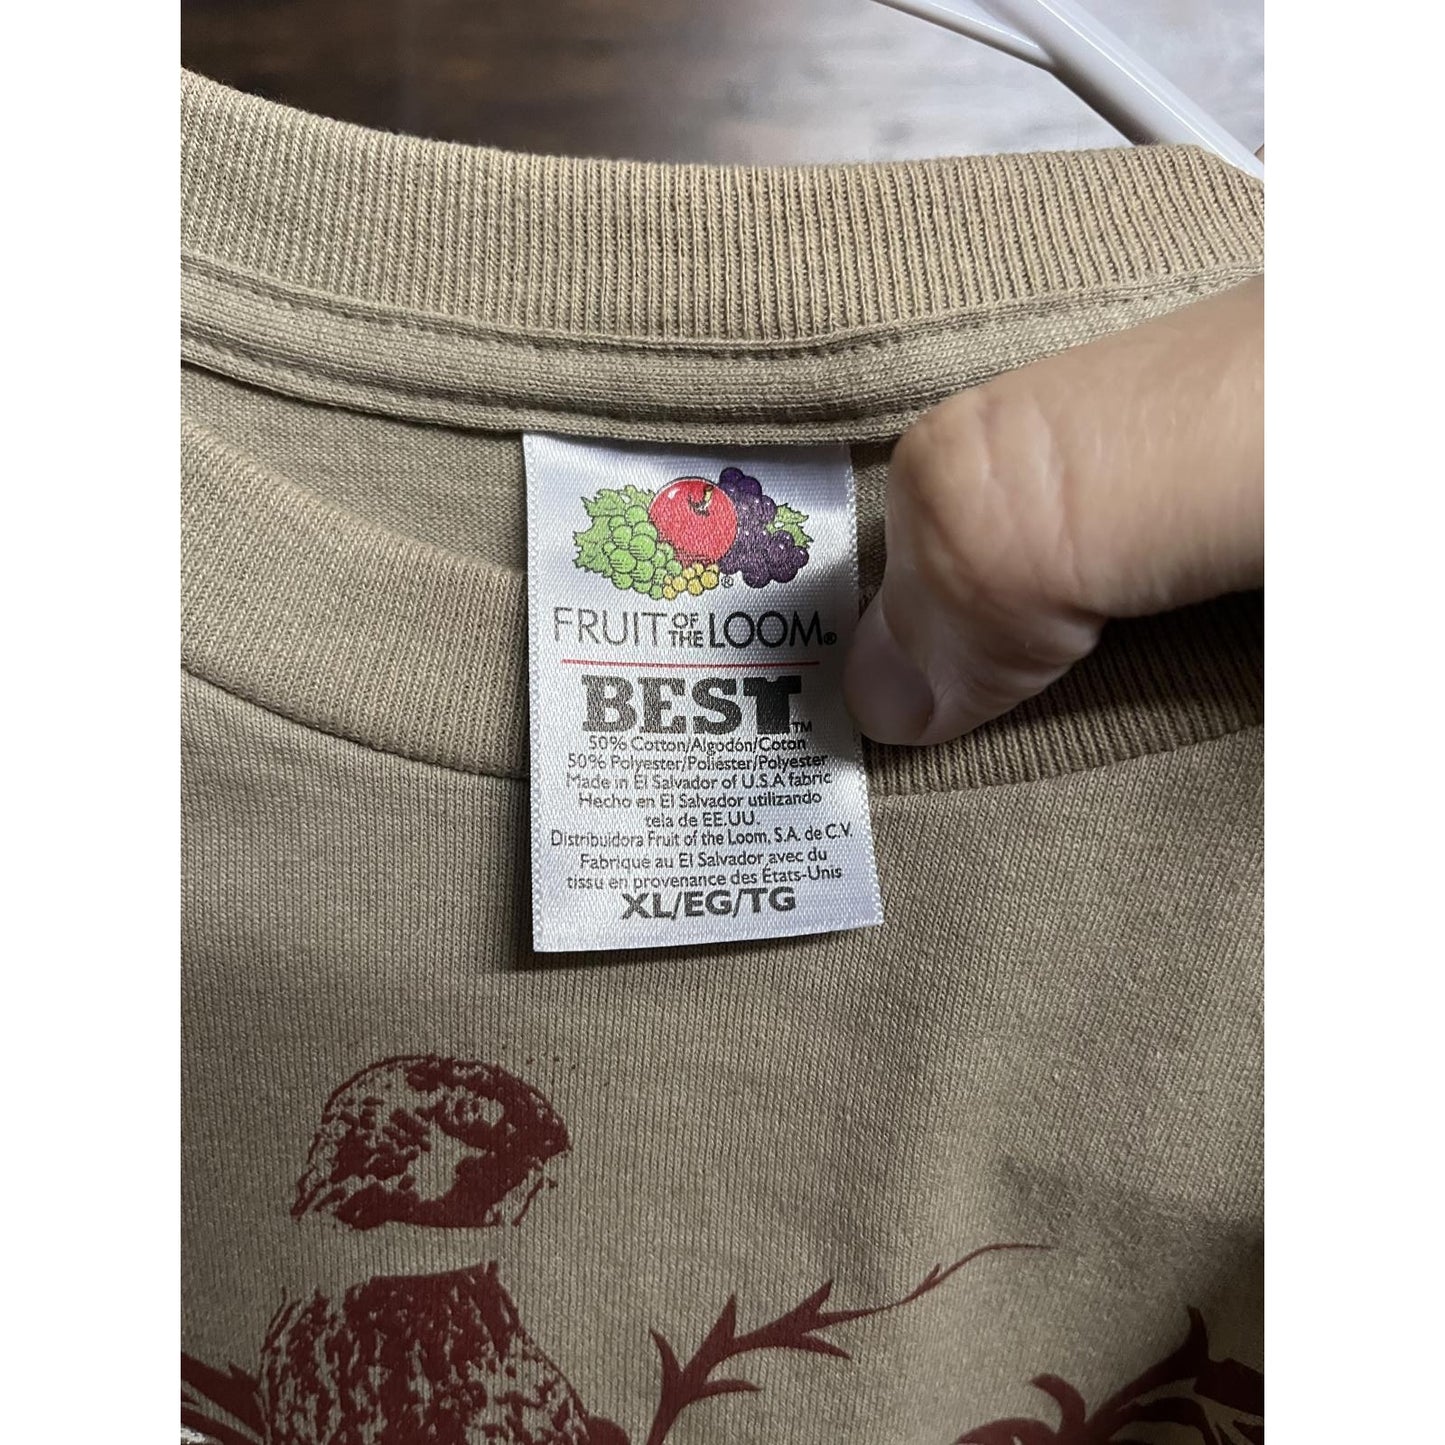 FRUIT OF THE LOOM®
BEST™
50% Cotton/Algodón/Coton
50% Polyester/Poliéster/Polyester
Made in El Salvador of U.S.A fabric
Hecho en El Salvador utilizando
tela de EE.UU.
Distribuidora Fruit of the Loom, S.A. de C.V.
Fabriqué au El Salvador avec du
tissu en provenance des États-Unis
XL/EG/TG